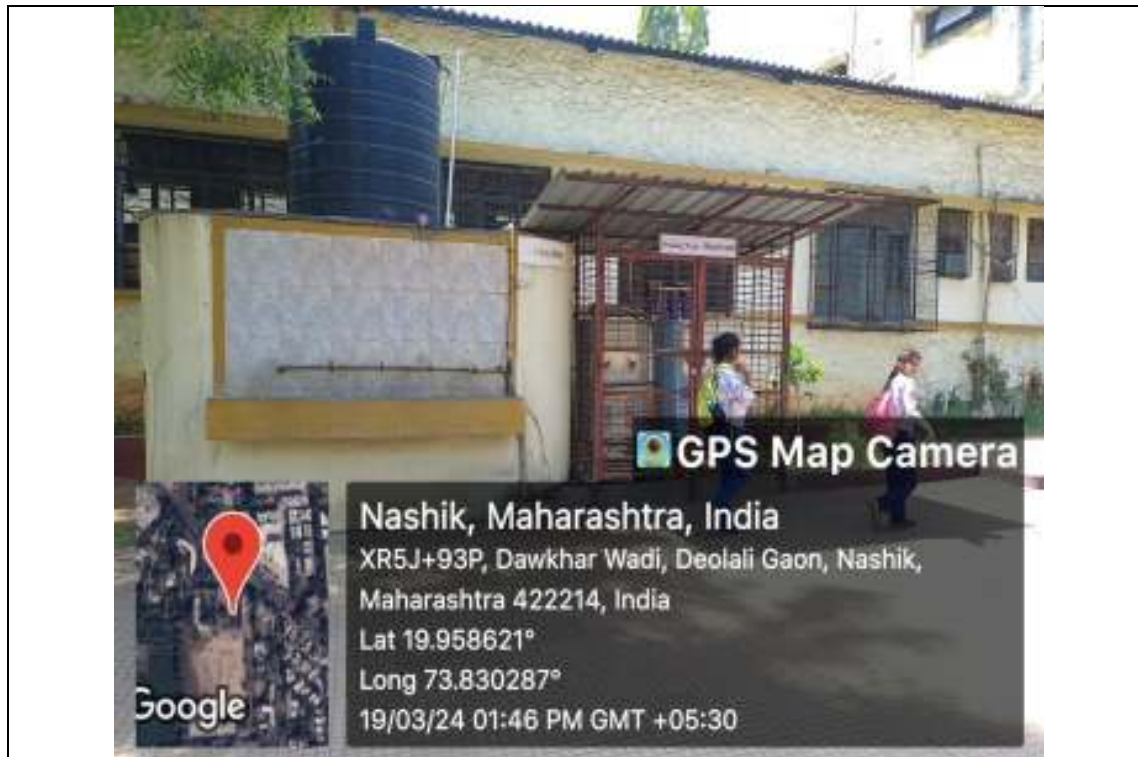 GPS Map Camera
Nashik, Maharashtra, India
XR5J+93P, Dawkhar Wadi, Deolali Gaon, Nashik,
Maharashtra 422214, India
Lat 19.958621°
Long 73.830287°
19/03/24 01:46 PM GMT +05:30
Google